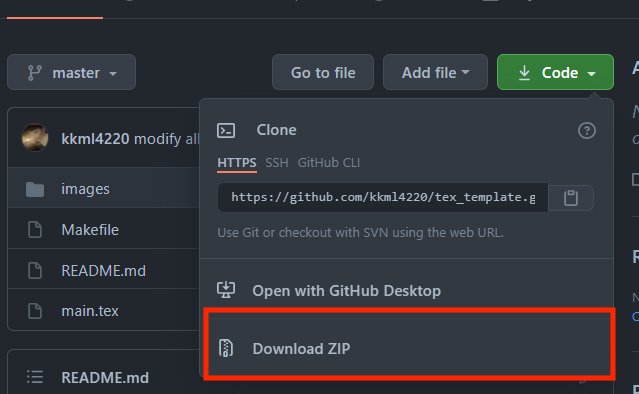 master
Go to file
Add file
Code
kkml4220 modify all
Clone
HTTPS SSH GitHub CLI
images
https://github.com/kkml4220/tex_template.g
Makefile
Use Git or checkout with SVN using the web URL.
README.md
Open with GitHub Desktop
main.tex
Download ZIP
README.md